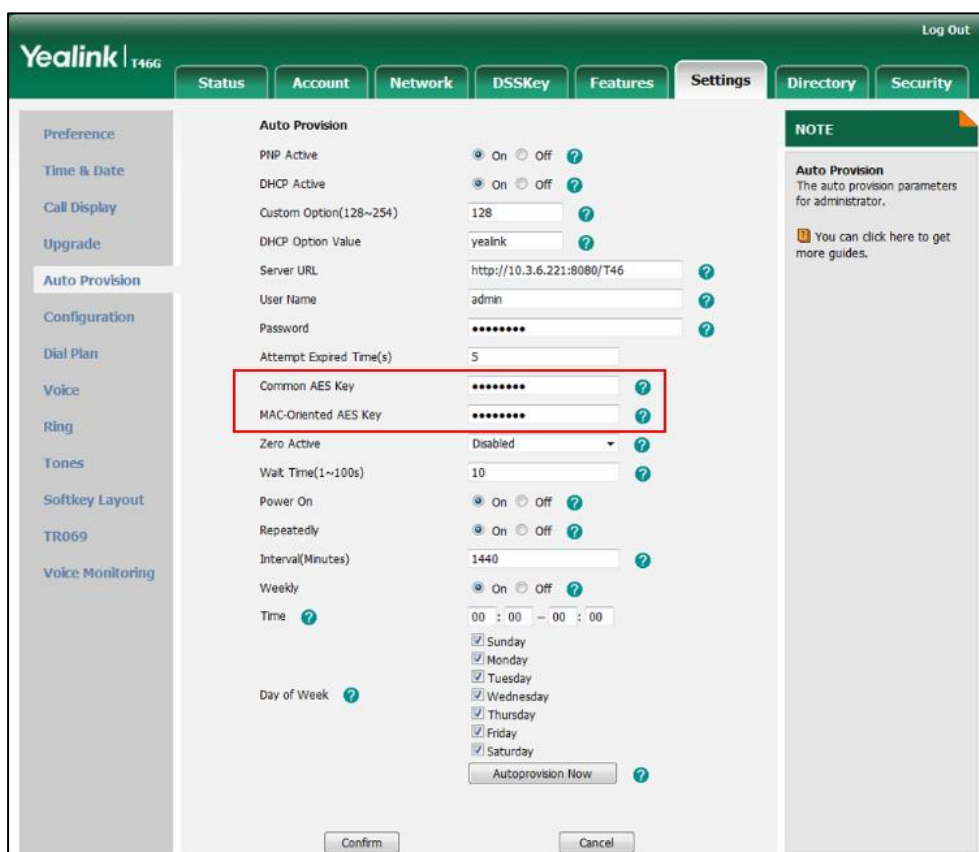 Log Out
Yealink T46G
Status Account Network DSSKey Features Settings Directory Security
Preference
Time & Date
Call Display
Upgrade
Auto Provision
Configuration
Dial Plan
Voice
Ring
Tones
Softkey Layout
TR069
Voice Monitoring
Auto Provision
PNP Active On Off ?
DHCP Active On Off ?
Custom Option(128~254) 128 ?
DHCP Option Value yealink ?
Server URL http://10.3.6.221:8080/T46 ?
User Name admin ?
Password •••••••• ?
Attempt Expired Time(s) 5
Common AES Key •••••••• ?
MAC-Oriented AES Key •••••••• ?
Zero Active Disabled ?
Wait Time(1~100s) 10 ?
Power On On Off ?
Repeatedly On Off ?
Interval(Minutes) 1440 ?
Weekly On Off ?
Time ? 00 : 00 – 00 : 00
Sunday
Monday
Tuesday
Day of Week ? Wednesday
Thursday
Friday
Saturday
Autoprovision Now ?
Confirm Cancel
NOTE
Auto Provision
The auto provision parameters
for administrator.
? You can click here to get
more guides.